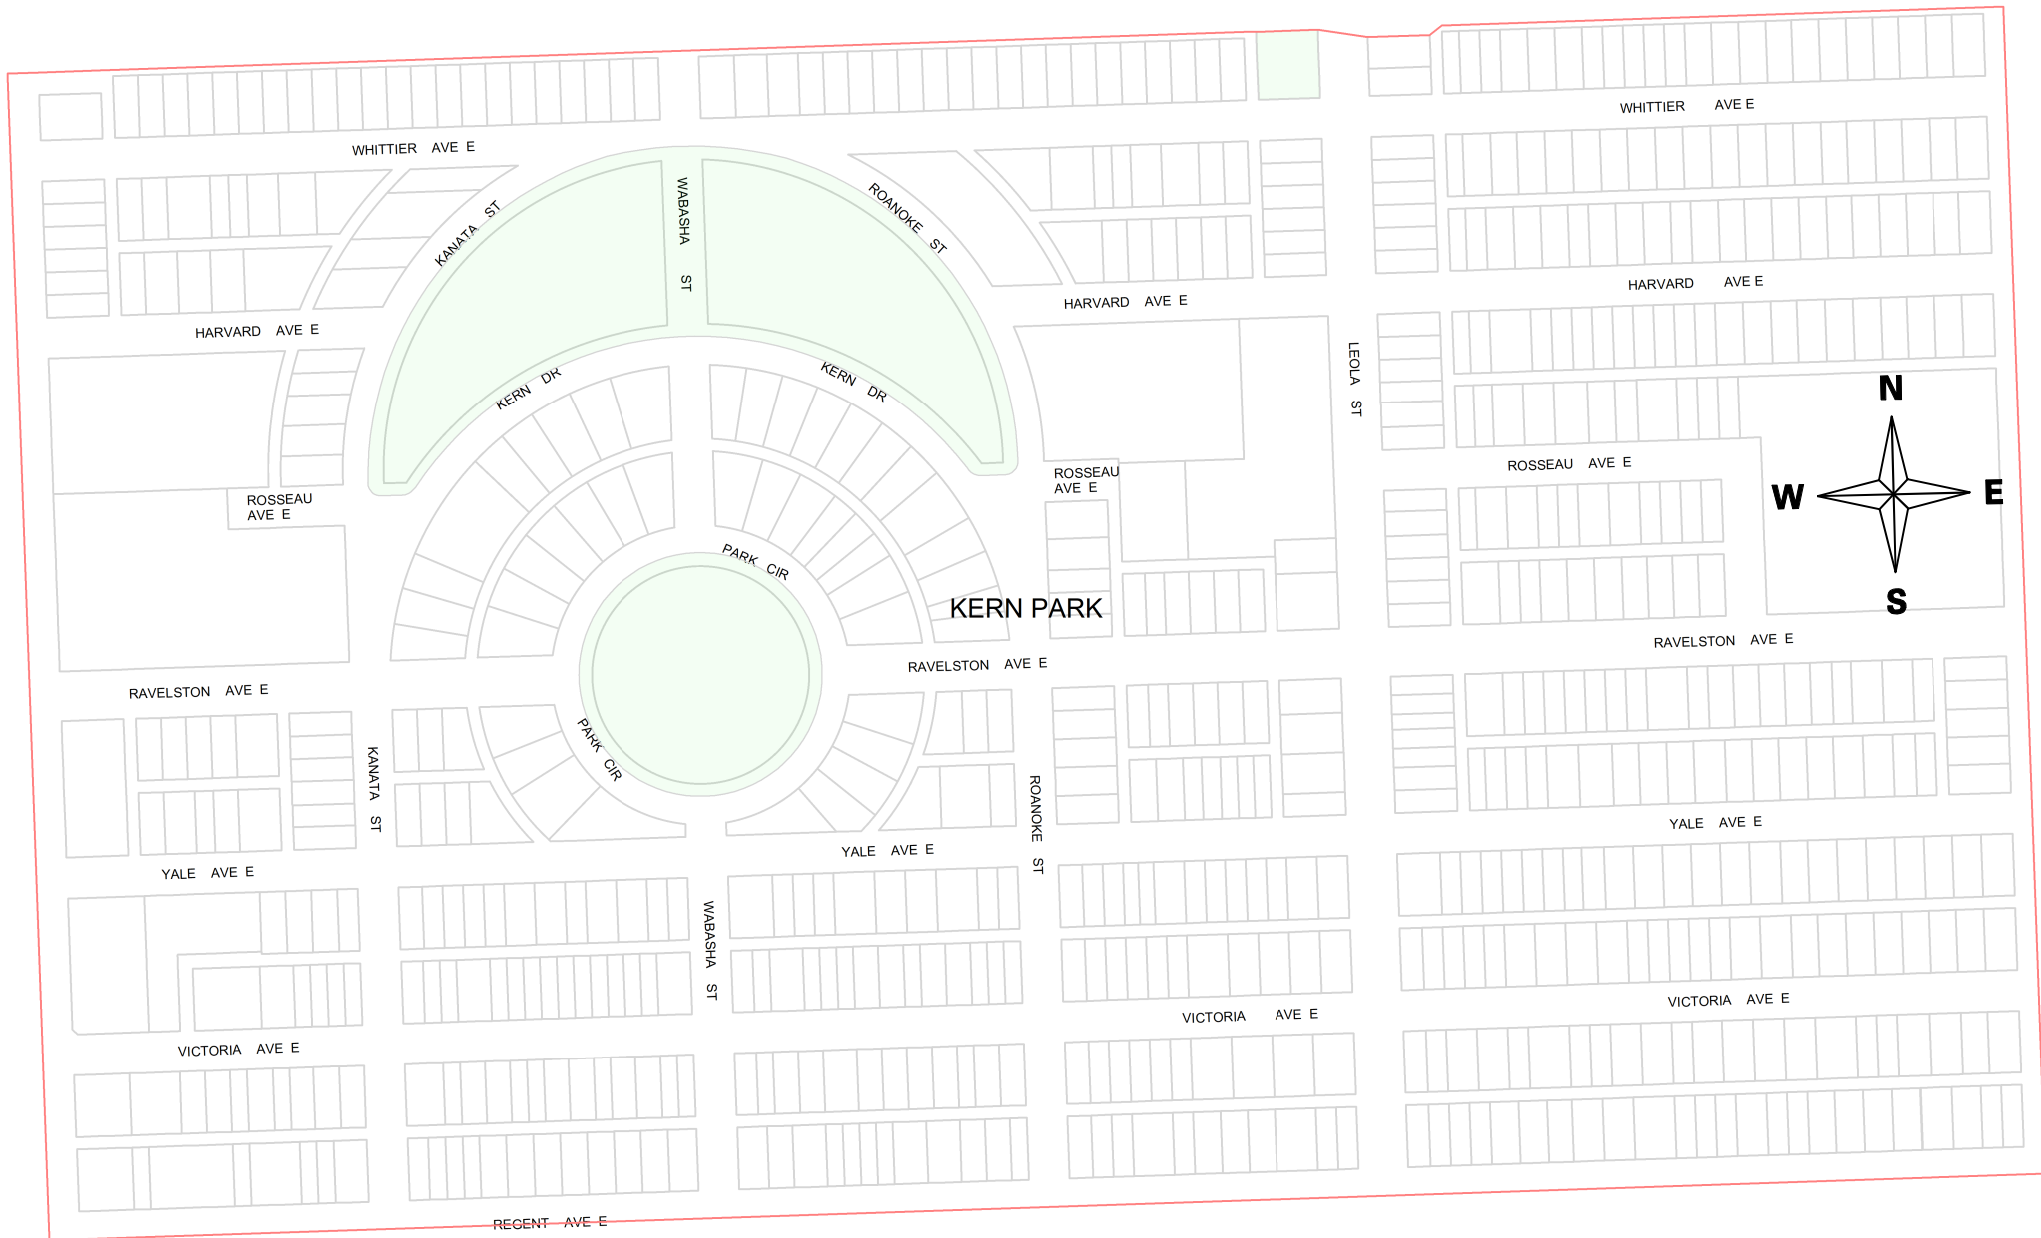 WHITTIER AVE E
WHITTIER AVE E
KANATA ST
WABASHA ST
ROANOKE ST
HARVARD AVE E
HARVARD AVE E
HARVARD AVE E
KERN DR
KERN DR
LEOLA ST
N
W
E
S
ROSSEAU
AVE E
ROSSEAU
AVE E
ROSSEAU AVE E
PARK CIR
KERN PARK
RAVELSTON AVE E
RAVELSTON AVE E
RAVELSTON AVE E
PARK CIR
KANATA ST
ROANOKE ST
YALE AVE E
YALE AVE E
YALE AVE E
WABASHA ST
VICTORIA AVE E
VICTORIA AVE E
VICTORIA AVE E
REGENT AVE E